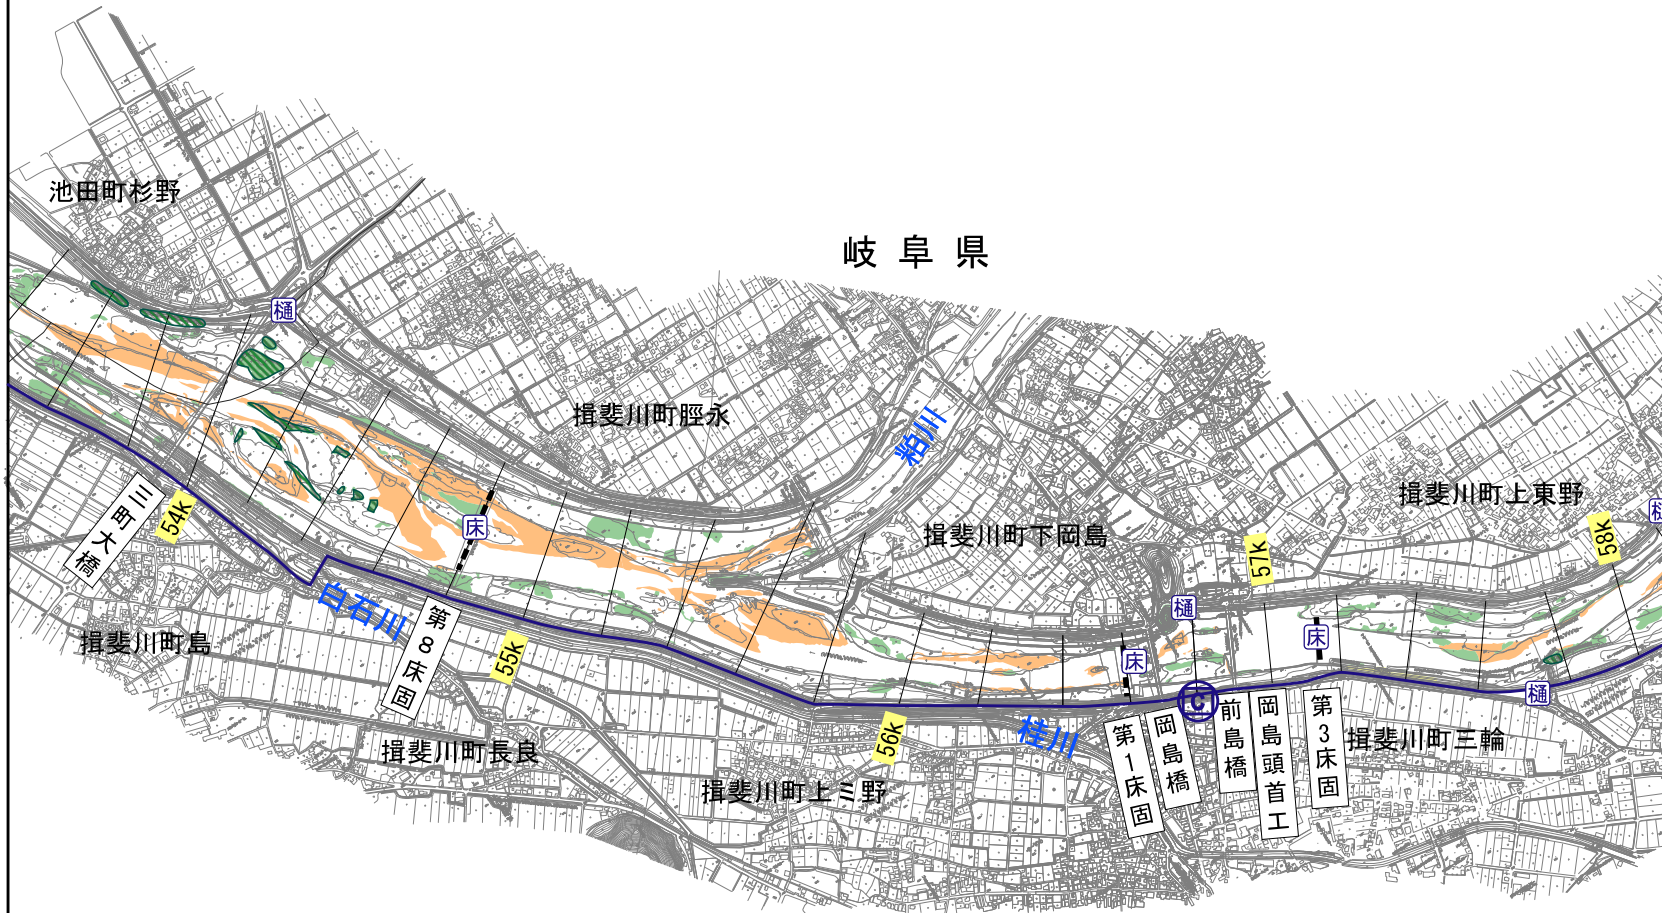 池田町杉野
岐阜県
樋
揖斐川町脛永
粕川
揖斐川町上東野
三町大橋
54k
床
揖斐川町下岡島
57k
58k
樋
白石川
第8床固
揖斐川町島
55k
樋
床
床
樋
C
揖斐川町長良
揖斐川町上ミ野
56k
桂川
第1床固
岡島橋
前島橋
岡島頭首工
第3床固
揖斐川町三輪